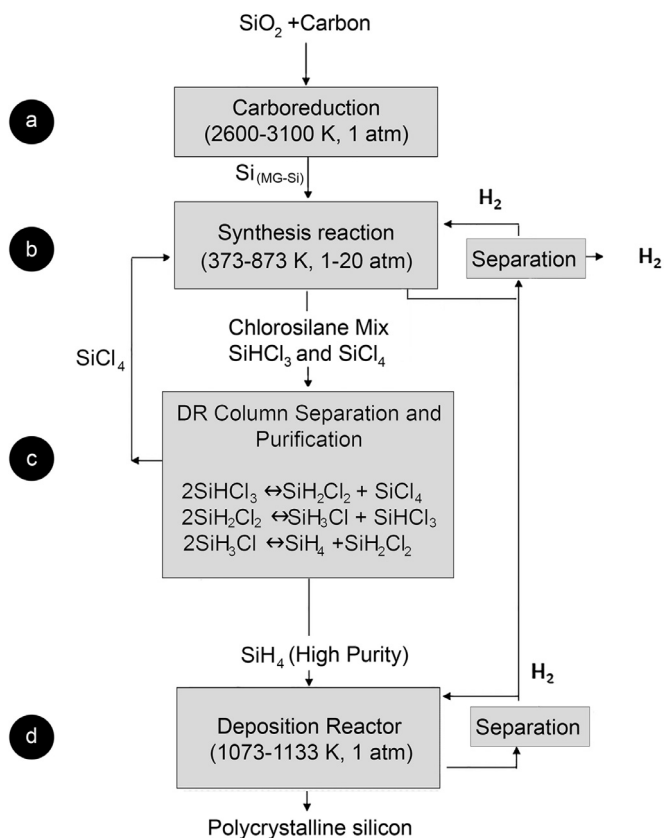 SiO₂ +Carbon
a
Carboreduction
(2600-3100 K, 1 atm)
Si(MG-Si)
H₂
b
Synthesis reaction
(373-873 K, 1-20 atm)
Separation
H₂
Chlorosilane Mix
SiHCl₃ and SiCl₄
SiCl₄
c
DR Column Separation and
Purification
2SiHCl₃ ↔SiH₂Cl₂ + SiCl₄
2SiH₂Cl₂ ↔SiH₃Cl + SiHCl₃
2SiH₃Cl ↔SiH₄ +SiH₂Cl₂
SiH₄ (High Purity)
H₂
d
Deposition Reactor
(1073-1133 K, 1 atm)
Separation
Polycrystalline silicon